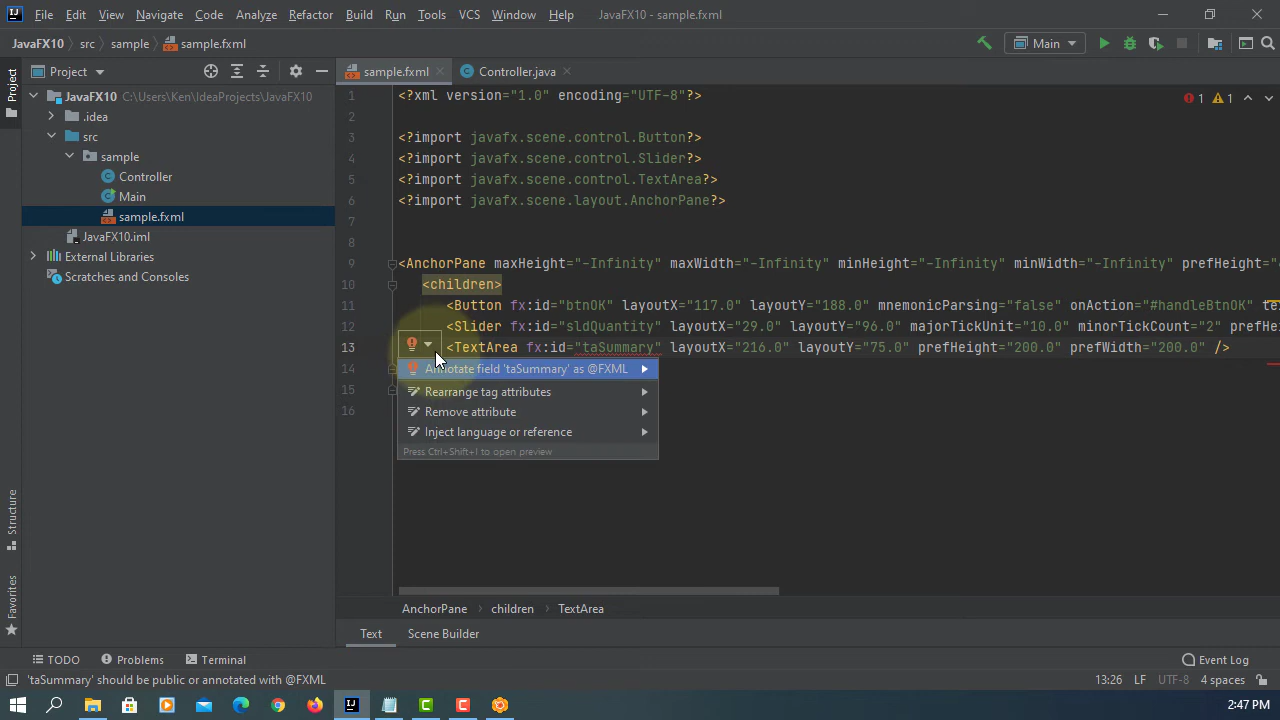 File Edit View Navigate Code Analyze Refactor Build Run Tools VCS Window Help JavaFX10 - sample.fxml
JavaFX10 src sample sample.fxml Main
Project
Project
sample.fxml Controller.java
JavaFX10 C:\Users\Ken\IdeaProjects\JavaFX10
.idea
src
sample
Controller
Main
sample.fxml
JavaFX10.iml
External Libraries
Scratches and Consoles
1 1
1 <?xml version="1.0" encoding="UTF-8"?>
2
3 <?import javafx.scene.control.Button?>
4 <?import javafx.scene.control.Slider?>
5 <?import javafx.scene.control.TextArea?>
6 <?import javafx.scene.layout.AnchorPane?>
7
8
9 <AnchorPane maxHeight="-Infinity" maxWidth="-Infinity" minHeight="-Infinity" minWidth="-Infinity" prefHeight="
10 <children>
11 <Button fx:id="btnOK" layoutX="117.0" layoutY="188.0" mnemonicParsing="false" onAction="#handleBtnOK" te
12 <Slider fx:id="sldQuantity" layoutX="29.0" layoutY="96.0" majorTickUnit="10.0" minorTickCount="2" prefHe
13 <TextArea fx:id="taSummary" layoutX="216.0" layoutY="75.0" prefHeight="200.0" prefWidth="200.0" />
14
15
16
Annotate field 'taSummary' as @FXML
Rearrange tag attributes
Remove attribute
Inject language or reference
Press Ctrl+Shift+I to open preview
Structure
Favorites
AnchorPane children TextArea
Text Scene Builder
TODO Problems Terminal Event Log
'taSummary' should be public or annotated with @FXML 13:26 LF UTF-8 4 spaces
2:47 PM